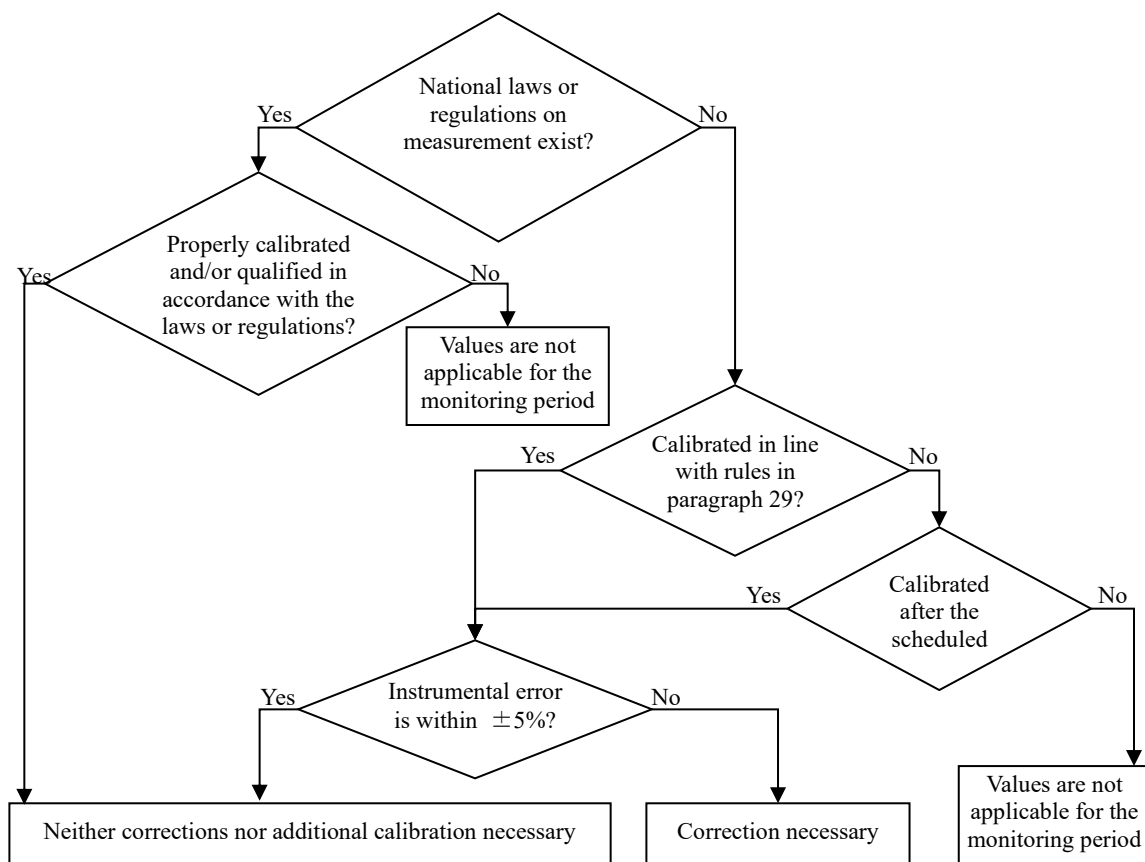 National laws or
regulations on
measurement exist?
Yes
No
Properly calibrated
and/or qualified in
accordance with the
laws or regulations?
Yes
No
Values are not
applicable for the
monitoring period
Calibrated in line
with rules in
paragraph 29?
Yes
No
Calibrated
after the
scheduled
Yes
No
Instrumental error
is within ±5%?
Yes
No
Values are not
applicable for the
monitoring period
Neither corrections nor additional calibration necessary
Correction necessary